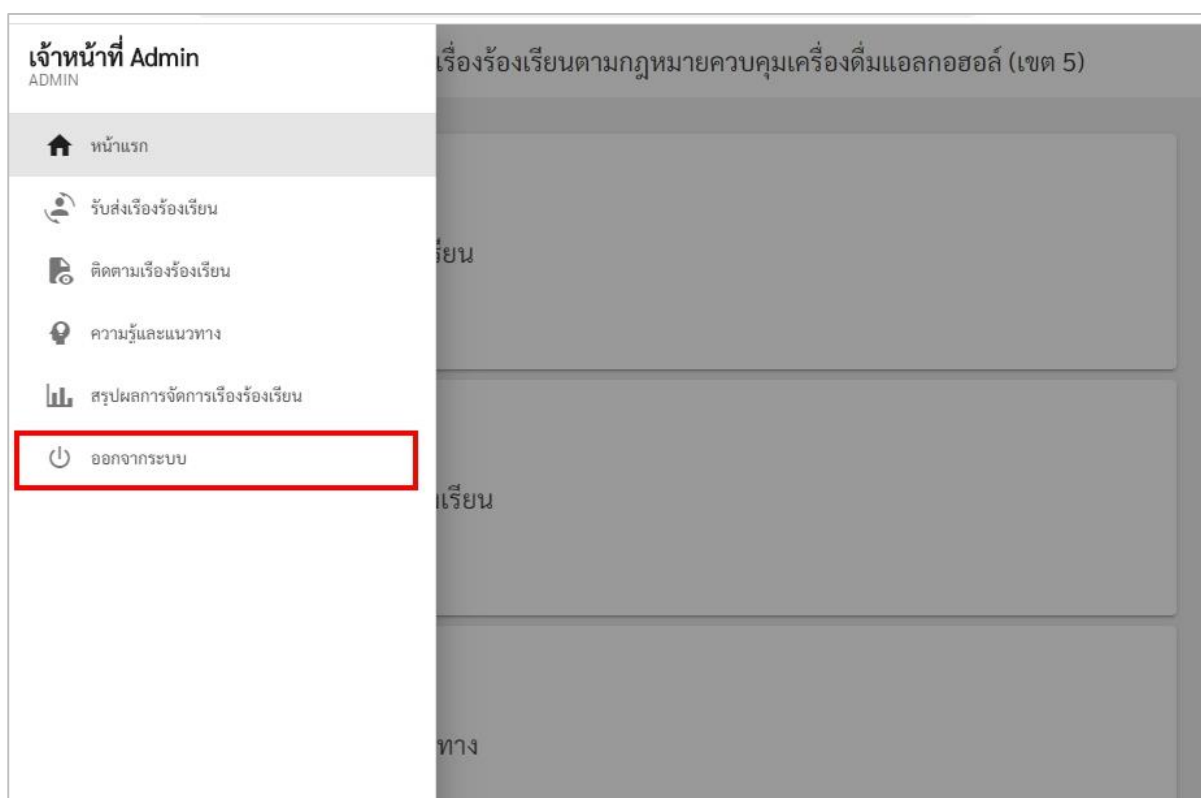 เจ้าหน้าที่ Admin
ADMIN
เรื่องร้องเรียนตามกฎหมายควบคุมเครื่องดื่มแอลกอฮอล์ (เขต 5)
หน้าแรก
รับส่งเรื่องร้องเรียน
ติดตามเรื่องร้องเรียน
ความรู้และแนวทาง
สรุปผลการจัดการเรื่องร้องเรียน
ออกจากระบบ
รียน
เรียน
ทาง